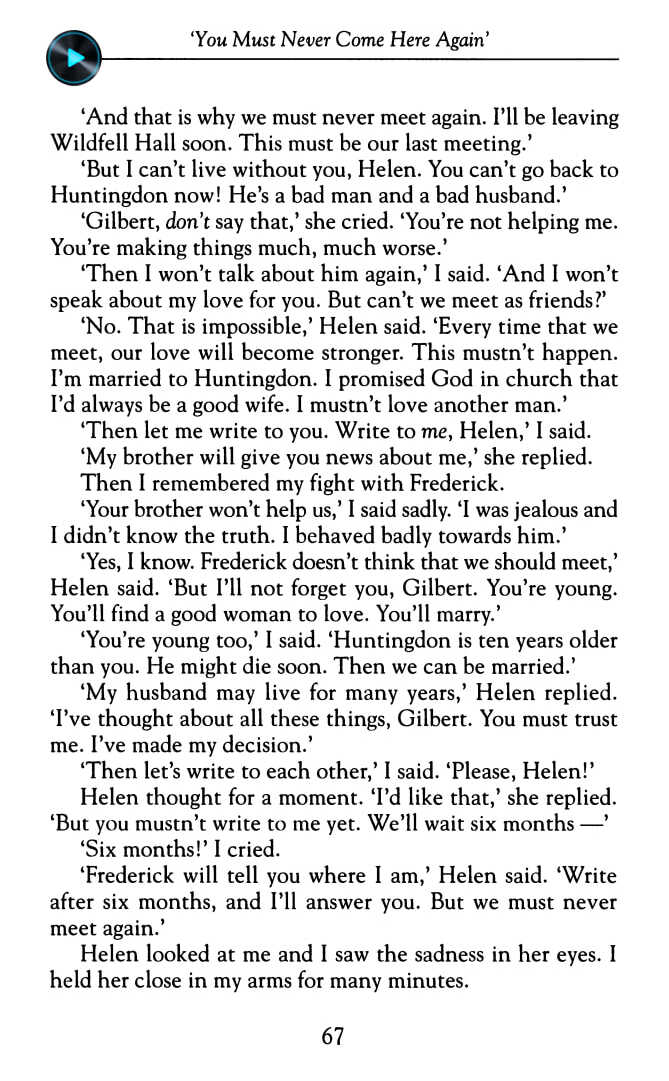 ‘You Must Never Come Here Again’
‘And that is why we must never meet again. I’ll be leaving
Wildfell Hall soon. This must be our last meeting.’
‘But I can’t live without you, Helen. You can’t go back to
Huntingdon now! He’s a bad man and a bad husband.’
‘Gilbert, don’t say that,’ she cried. ‘You’re not helping me.
You’re making things much, much worse.’
‘Then I won’t talk about him again,’ I said. ‘And I won’t
speak about my love for you. But can’t we meet as friends?’
‘No. That is impossible,’ Helen said. ‘Every time that we
meet, our love will become stronger. This mustn’t happen.
I’m married to Huntingdon. I promised God in church that
I’d always be a good wife. I mustn’t love another man.’
‘Then let me write to you. Write to me, Helen,’ I said.
‘My brother will give you news about me,’ she replied.
Then I remembered my fight with Frederick.
‘Your brother won’t help us,’ I said sadly. ‘I was jealous and
I didn’t know the truth. I behaved badly towards him.’
‘Yes, I know. Frederick doesn’t think that we should meet,’
Helen said. ‘But I’ll not forget you, Gilbert. You’re young.
You’ll find a good woman to love. You’ll marry.’
‘You’re young too,’ I said. ‘Huntingdon is ten years older
than you. He might die soon. Then we can be married.’
‘My husband may live for many years,’ Helen replied.
‘I’ve thought about all these things, Gilbert. You must trust
me. I’ve made my decision.’
‘Then let’s write to each other,’ I said. ‘Please, Helen!’
Helen thought for a moment. ‘I’d like that,’ she replied.
‘But you mustn’t write to me yet. We’ll wait six months —’
‘Six months!’ I cried.
‘Frederick will tell you where I am,’ Helen said. ‘Write
after six months, and I’ll answer you. But we must never
meet again.’
Helen looked at me and I saw the sadness in her eyes. I
held her close in my arms for many minutes.
67